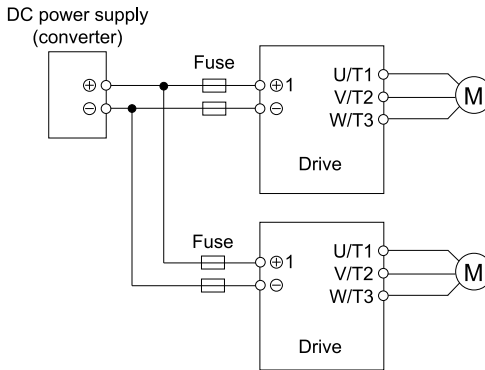 DC power supply
(converter)
Fuse
⊕
⊕1
U/T1
⊖
⊖
V/T2
M
W/T3
Drive
Fuse
⊕1
U/T1
⊖
V/T2
M
W/T3
Drive